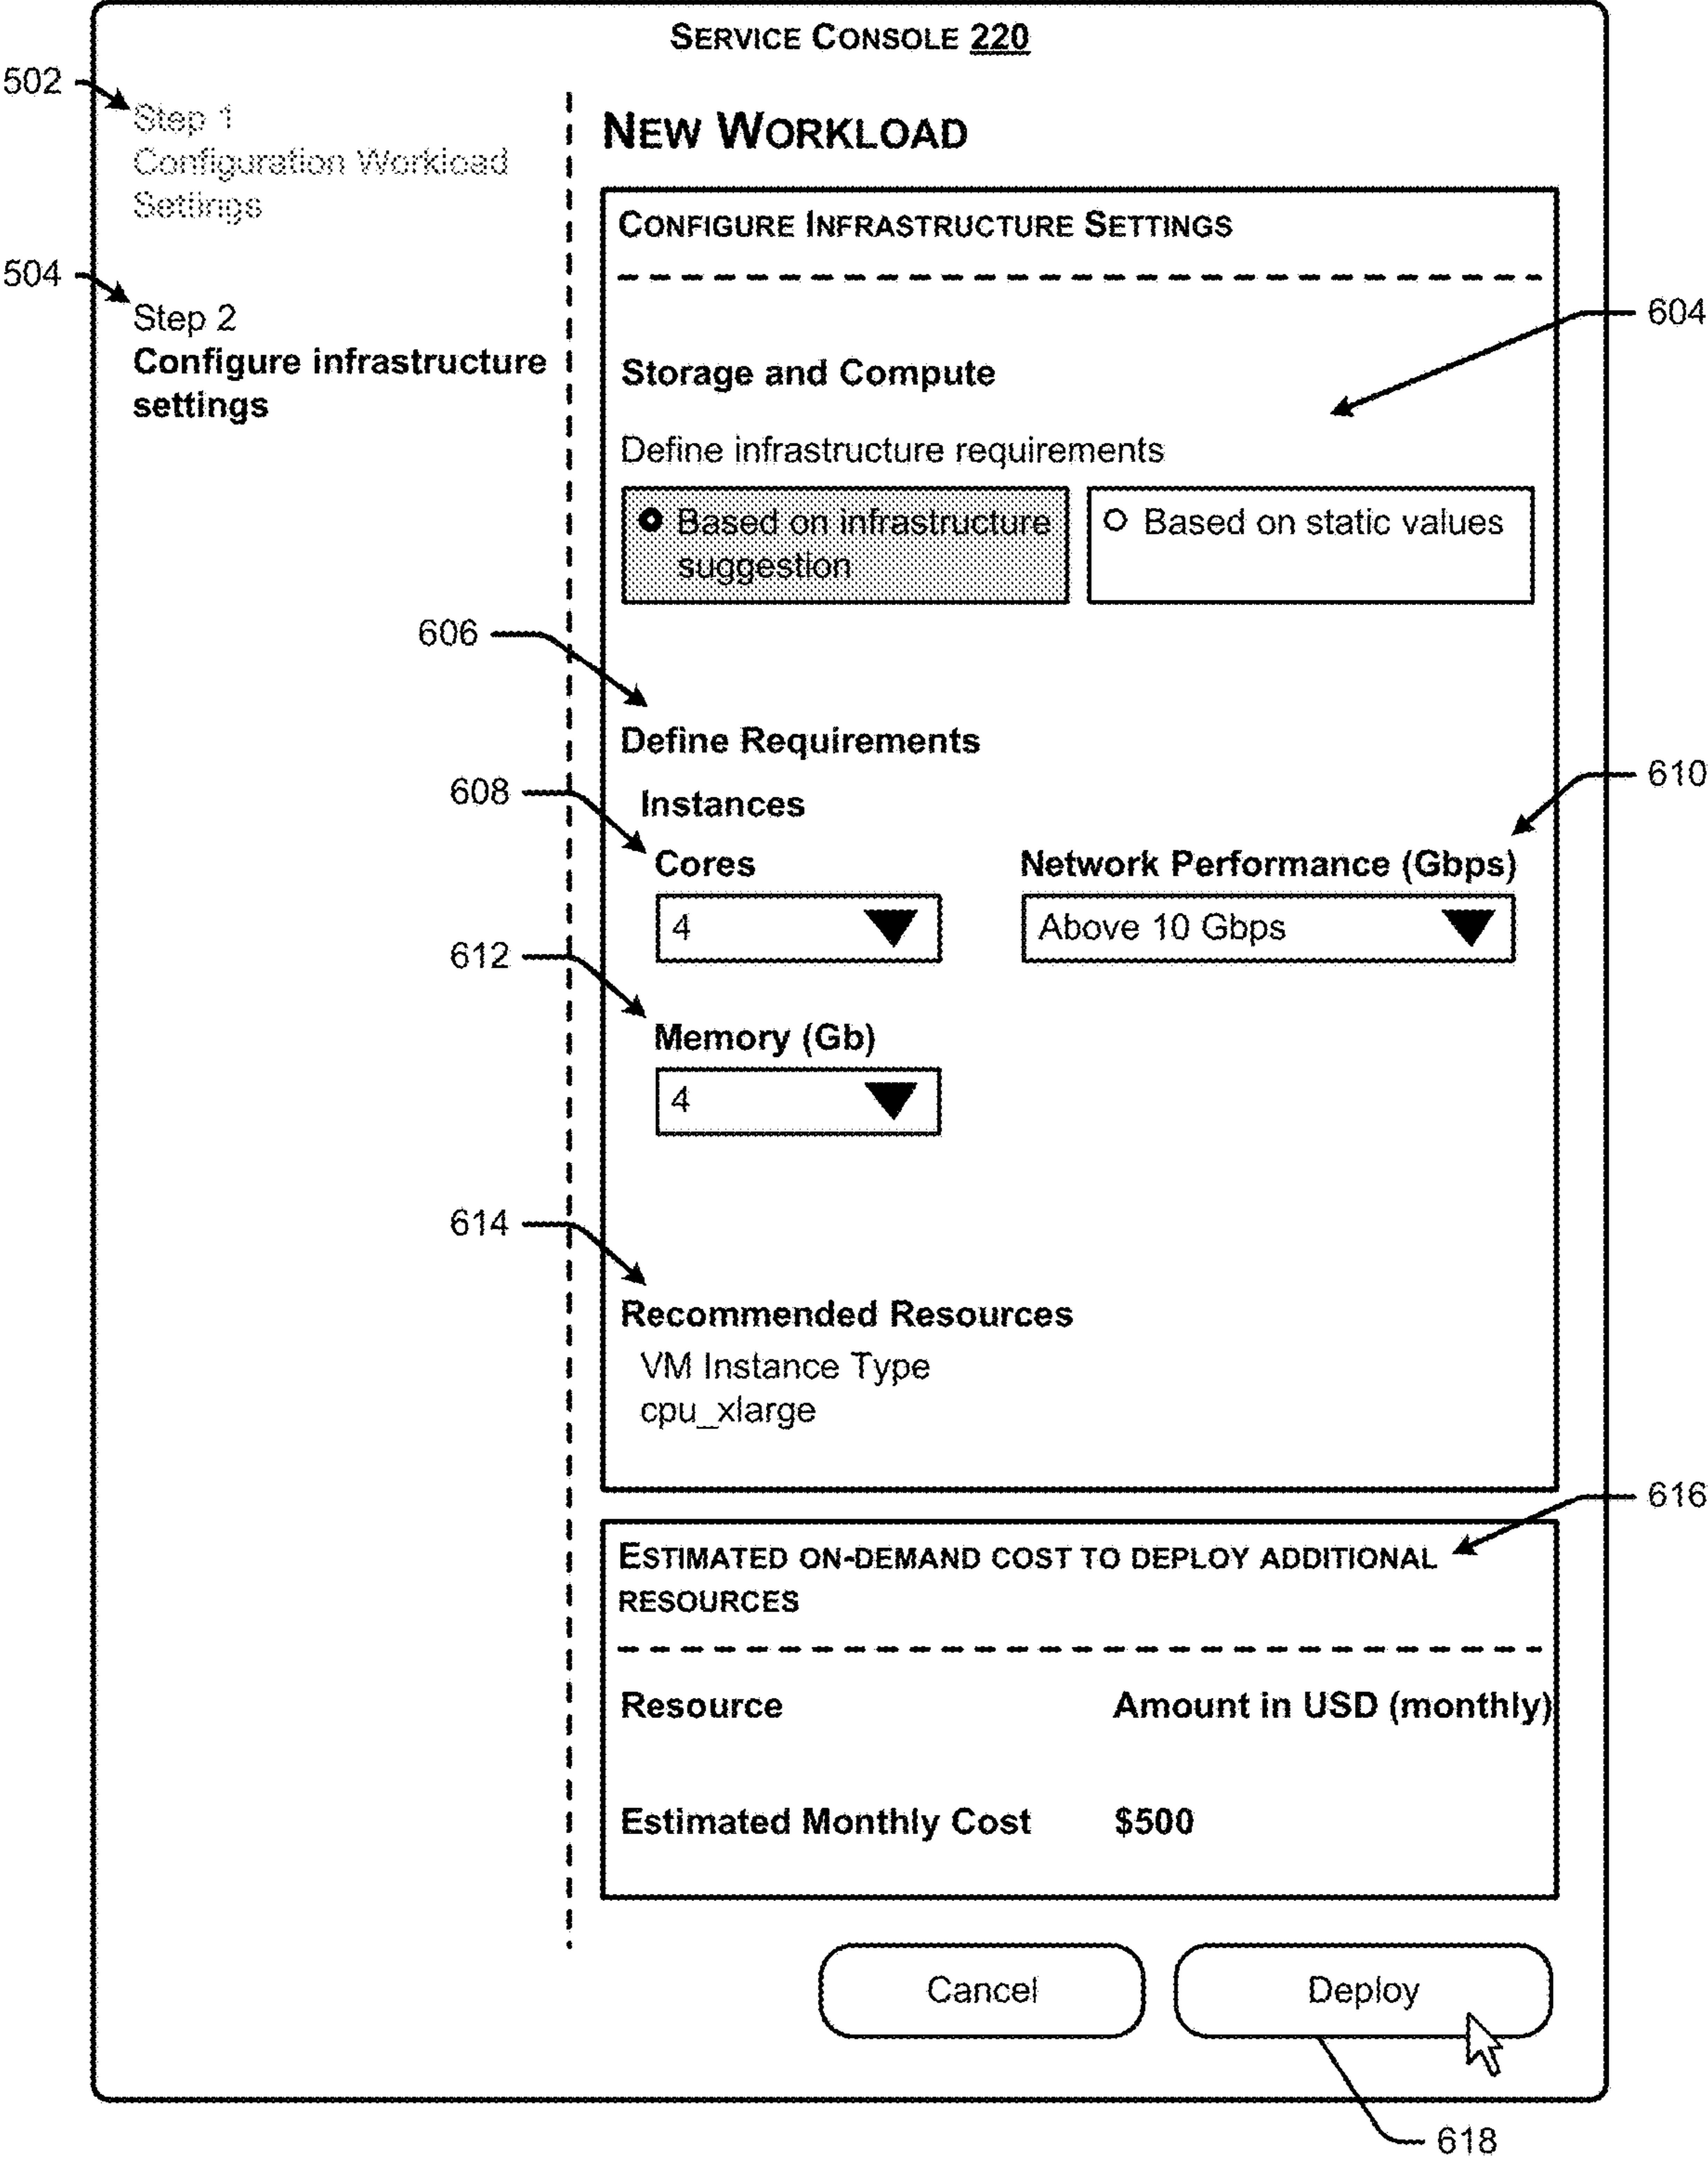 SERVICE CONSOLE 220
502
Step 1
Configuration Workload
Settings
504
Step 2
Configure infrastructure
settings
NEW WORKLOAD
CONFIGURE INFRASTRUCTURE SETTINGS
604
Storage and Compute
Define infrastructure requirements
Based on infrastructure
suggestion
Based on static values
606
Define Requirements
608
Instances
610
Cores
Network Performance (Gbps)
4
Above 10 Gbps
612
Memory (Gb)
4
614
Recommended Resources
VM Instance Type
cpu_xlarge
616
ESTIMATED ON-DEMAND COST TO DEPLOY ADDITIONAL
RESOURCES
Resource
Amount in USD (monthly)
Estimated Monthly Cost
$500
Cancel
Deploy
618